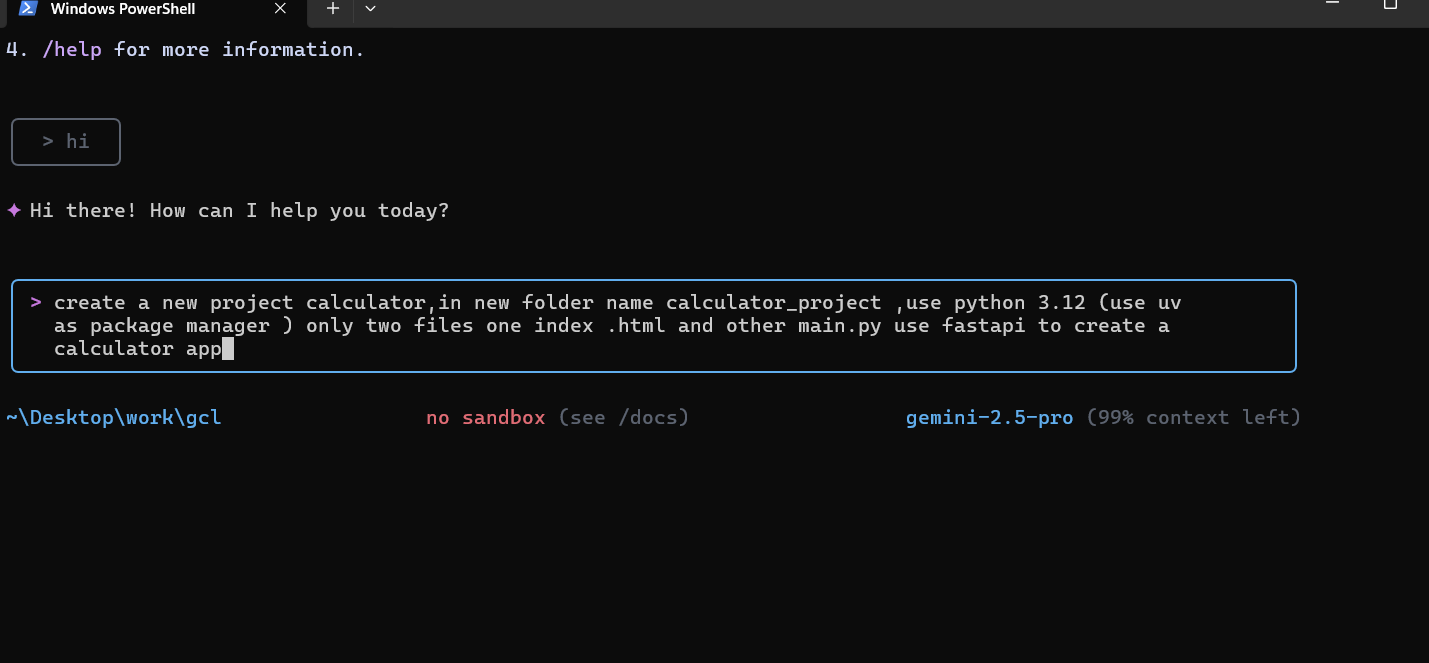 Windows PowerShell
4. /help for more information.
> hi
✦ Hi there! How can I help you today?
> create a new project calculator,in new folder name calculator_project ,use python 3.12 (use uv
as package manager ) only two files one index .html and other main.py use fastapi to create a
calculator app
~\Desktop\work\gcl no sandbox (see /docs) gemini-2.5-pro (99% context left)